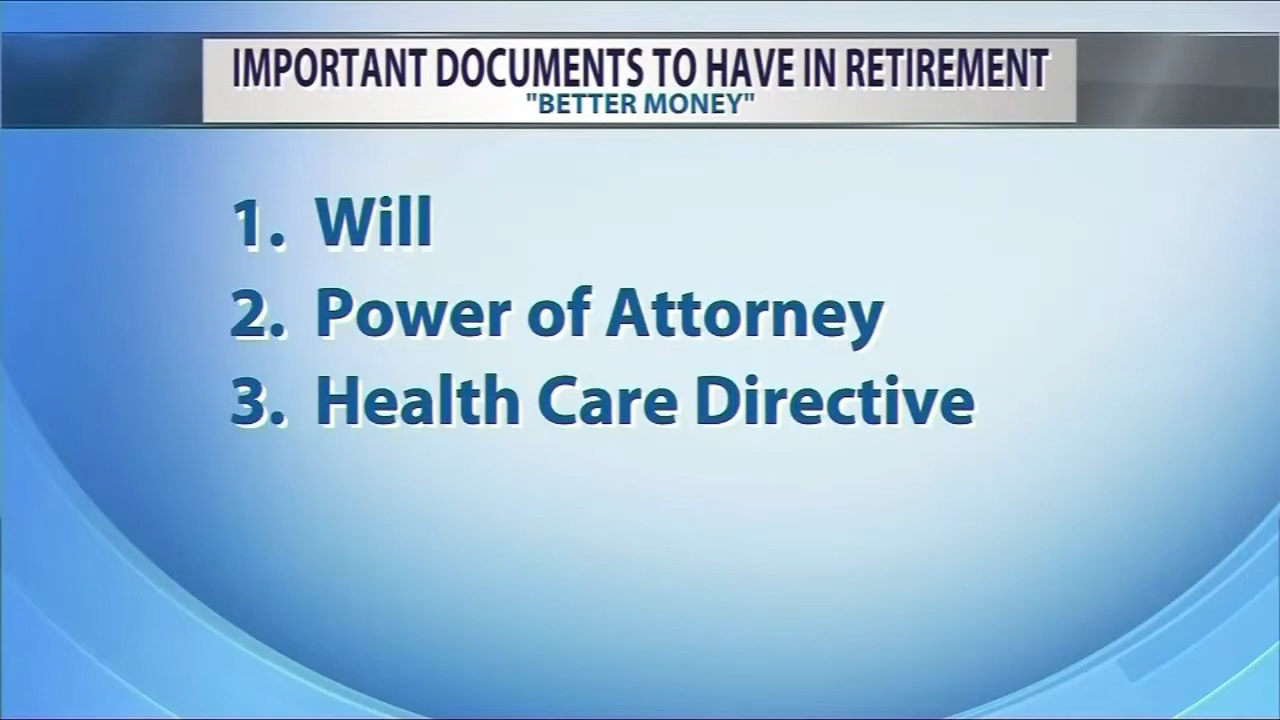 IMPORTANT DOCUMENTS TO HAVE IN RETIREMENT
"BETTER MONEY"
1. Will
2. Power of Attorney
3. Health Care Directive